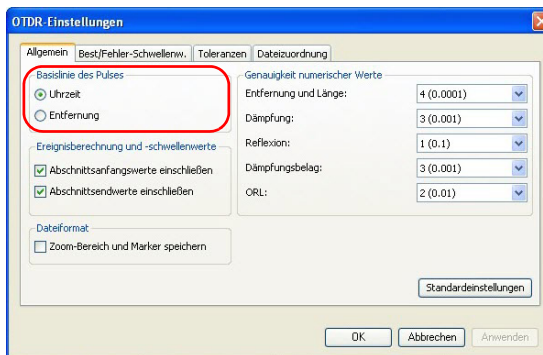 OTDR-Einstellungen
Allgemein Best/Fehler-Schwellenw. Toleranzen Dateizuordnung
Basislinie des Pulses
Uhrzeit
Entfernung
Ereignisberechnung und -schwellenwerte
Abschnittsanfangswerte einschließen
Abschnittsendwerte einschließen
Dateiformat
Zoom-Bereich und Marker speichern
Genauigkeit numerischer Werte
Entfernung und Länge: 4 (0.0001)
Dämpfung: 3 (0.001)
Reflexion: 1 (0.1)
Dämpfungsbelag: 3 (0.001)
ORL: 2 (0.01)
Standardeinstellungen
OK Abbrechen Anwenden